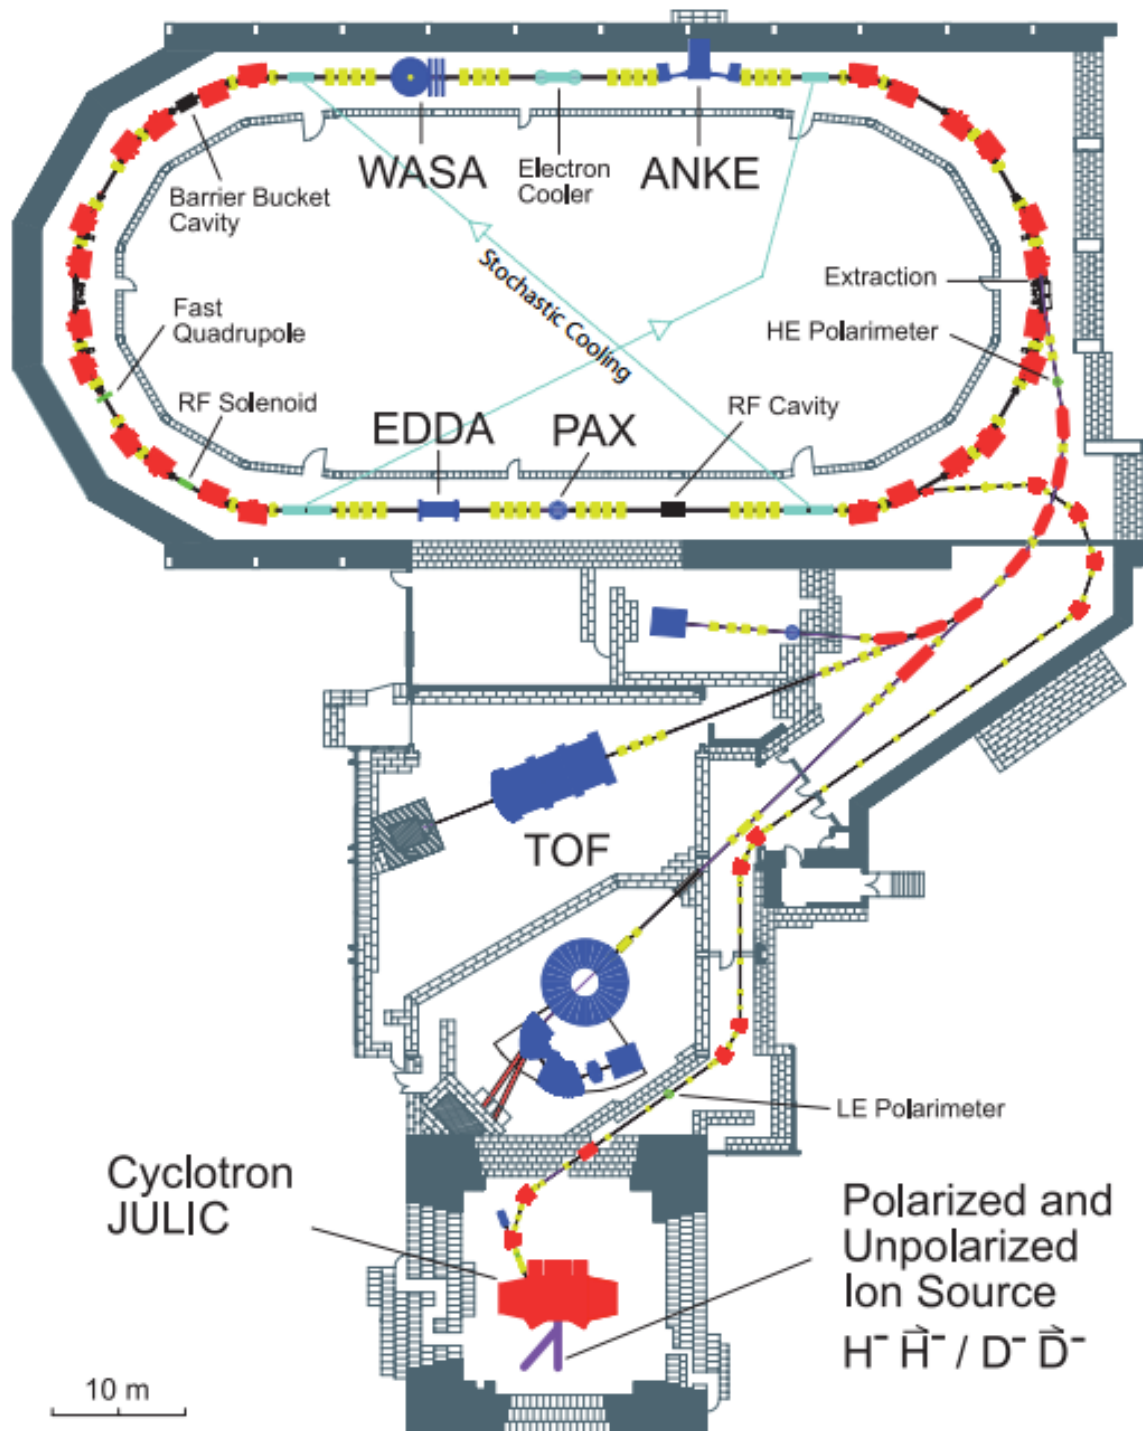 WASA
Electron
Cooler
ANKE
Barrier Bucket
Cavity
Stochastic Cooling
Extraction
Fast
Quadrupole
HE Polarimeter
RF Solenoid
EDDA
PAX
RF Cavity
TOF
LE Polarimeter
Cyclotron
JULIC
Polarized and
Unpolarized
Ion Source
H⁻ H⃗⁻ / D⁻ D⃗⁻
10 m